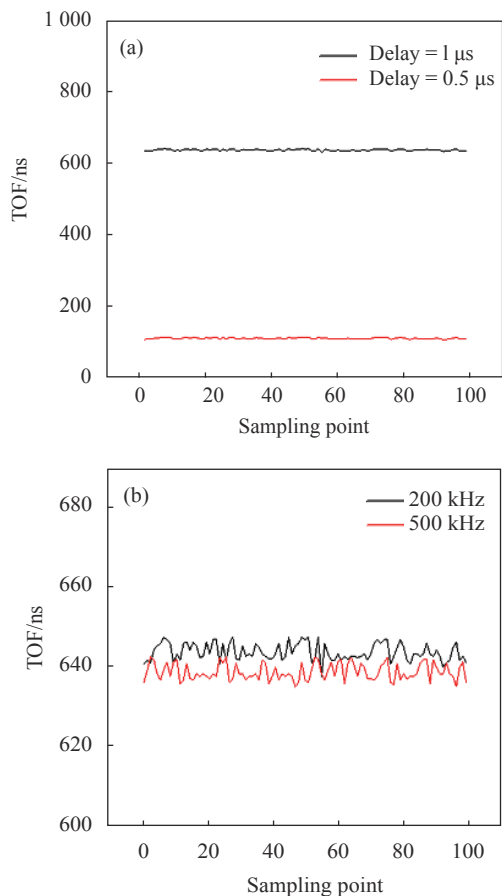 1 000
(a)
Delay = l μs
Delay = 0.5 μs
800
600
TOF/ns
400
200
0
0 20 40 60 80 100
Sampling point
(b)
200 kHz
500 kHz
680
660
TOF/ns
640
620
600
0 20 40 60 80 100
Sampling point